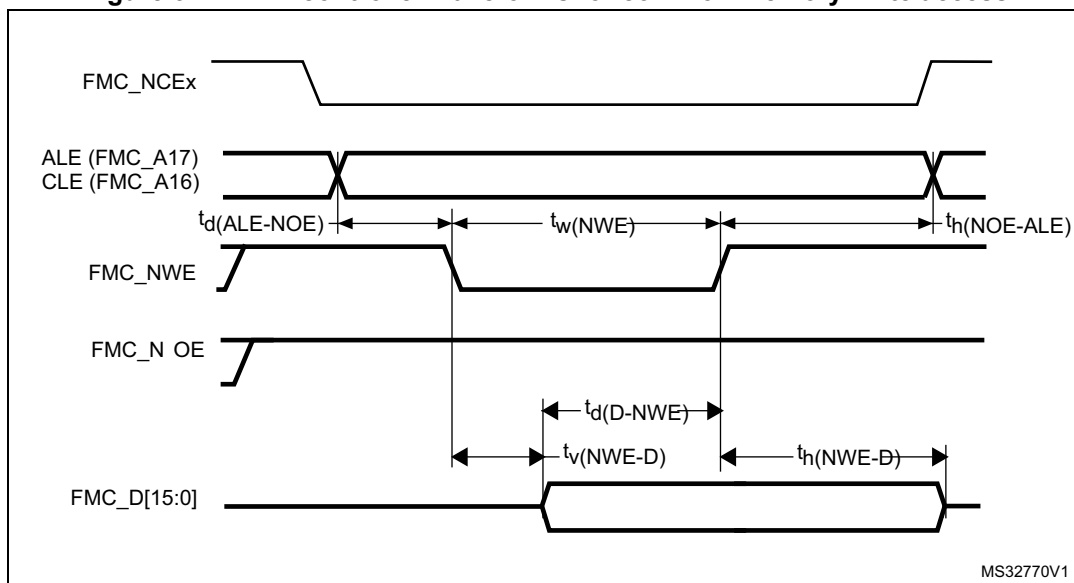 FMC_NCEx
ALE (FMC_A17)
CLE (FMC_A16)
td(ALE-NOE)
tw(NWE)
th(NOE-ALE)
FMC_NWE
FMC_N OE
td(D-NWE)
tv(NWE-D)
th(NWE-D)
FMC_D[15:0]
MS32770V1